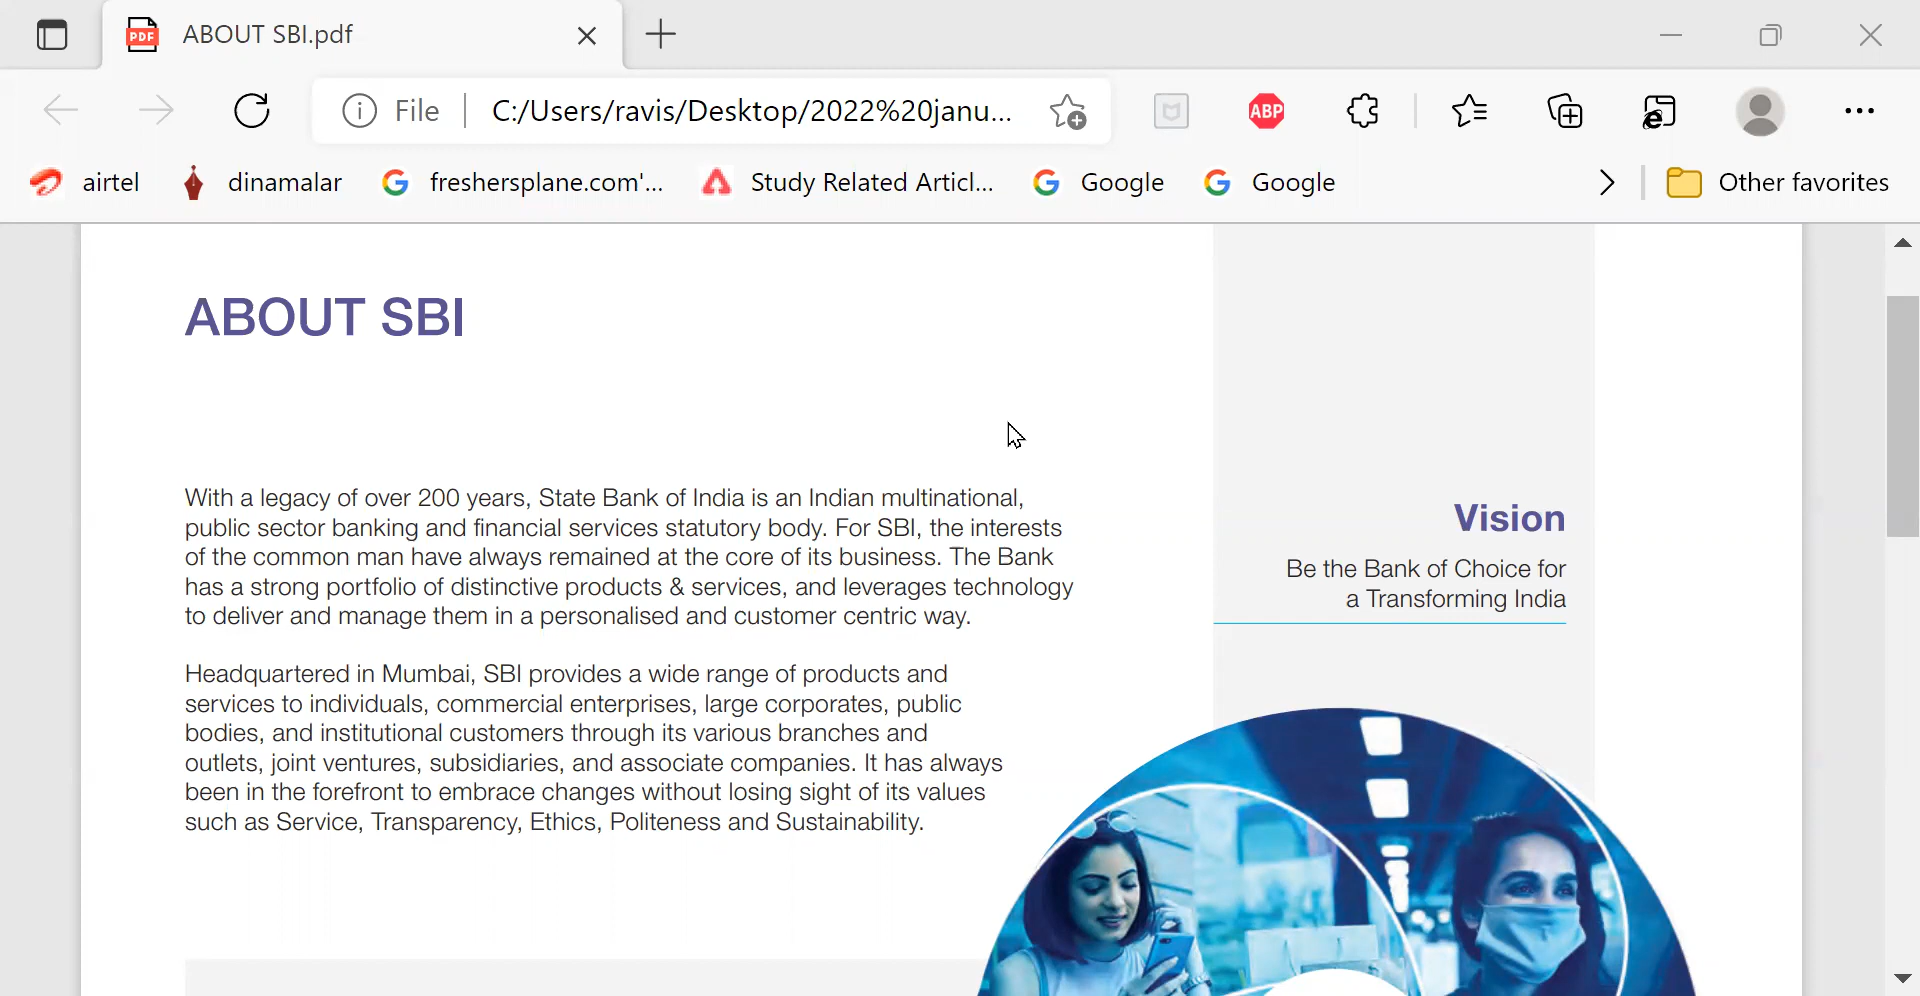 PDF ABOUT SBI.pdf
File C:/Users/ravis/Desktop/2022%20janu... ABP
airtel dinamalar freshersplane.com'... Study Related Articl... Google Google Other favorites
ABOUT SBI
With a legacy of over 200 years, State Bank of India is an Indian multinational,
public sector banking and financial services statutory body. For SBI, the interests
of the common man have always remained at the core of its business. The Bank
has a strong portfolio of distinctive products & services, and leverages technology
to deliver and manage them in a personalised and customer centric way.
Headquartered in Mumbai, SBI provides a wide range of products and
services to individuals, commercial enterprises, large corporates, public
bodies, and institutional customers through its various branches and
outlets, joint ventures, subsidiaries, and associate companies. It has always
been in the forefront to embrace changes without losing sight of its values
such as Service, Transparency, Ethics, Politeness and Sustainability.
Vision
Be the Bank of Choice for
a Transforming India